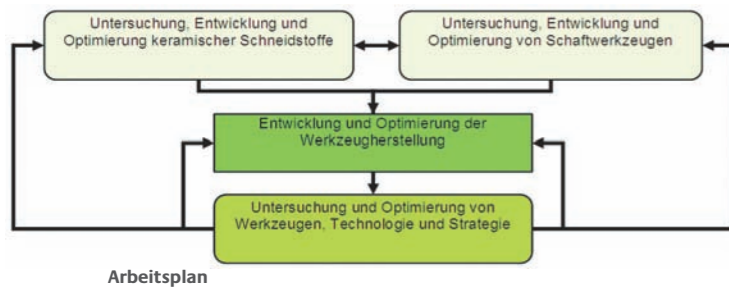 Untersuchung, Entwicklung und
Optimierung keramischer Schneidstoffe
Untersuchung, Entwicklung und
Optimierung von Schaftwerkzeugen
Entwicklung und Optimierung der
Werkzeugherstellung
Untersuchung und Optimierung von
Werkzeugen, Technologie und Strategie
Arbeitsplan